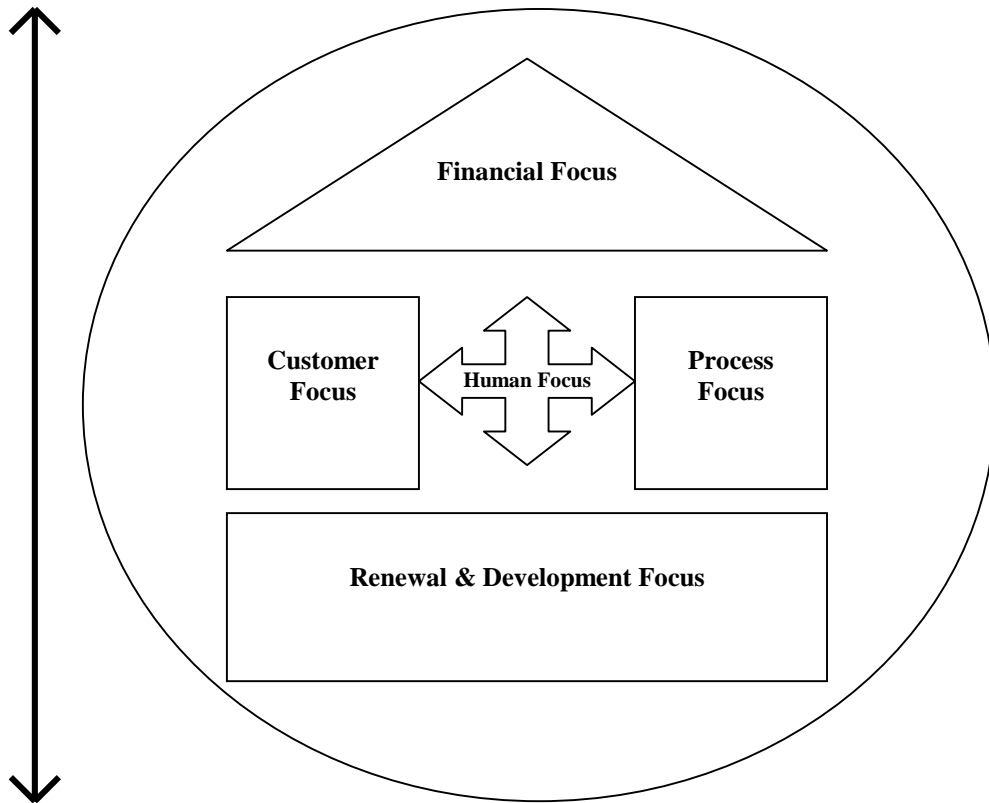 Financial Focus
Customer
Focus
Human Focus
Process
Focus
Renewal & Development Focus